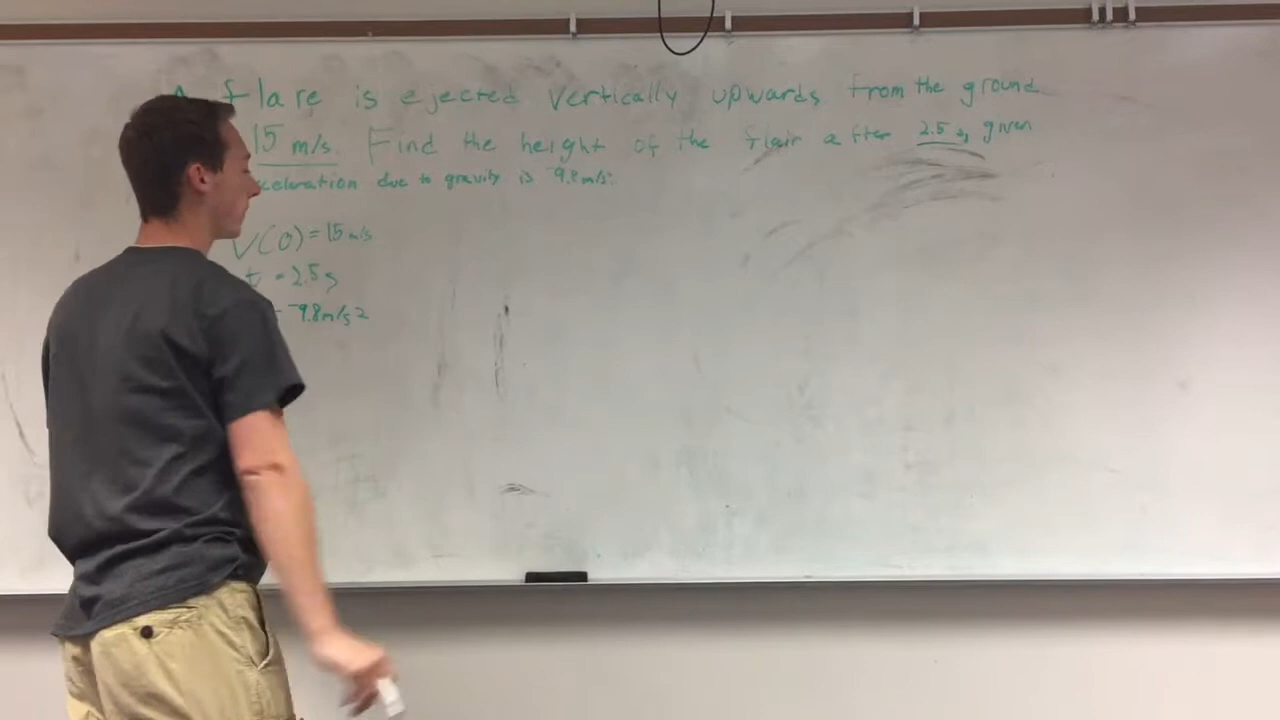 flare is ejected vertically upwards from the ground
15 m/s. Find the height of the flair after 2.5 s, given
celeration due to gravity is -9.8 m/s²
V(0) = 15 m/s
t = 2.5 s
-9.8 m/s²